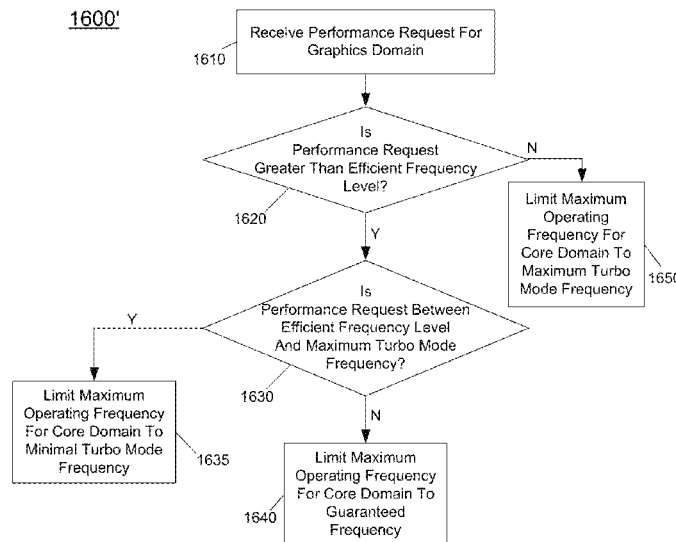 1600'
Receive Performance Request For
Graphics Domain
1610
Is
Performance Request
Greater Than Efficient Frequency
Level?
N
1620
Y
Limit Maximum
Operating
Frequency For
Core Domain To
Maximum Turbo
Mode Frequency
1650
Is
Performance Request Between
Efficient Frequency Level
And Maximum Turbo Mode
Frequency?
Y
1630
N
Limit Maximum
Operating Frequency
For Core Domain To
Minimal Turbo Mode
Frequency
1635
Limit Maximum
Operating Frequency
For Core Domain To
Guaranteed
Frequency
1640